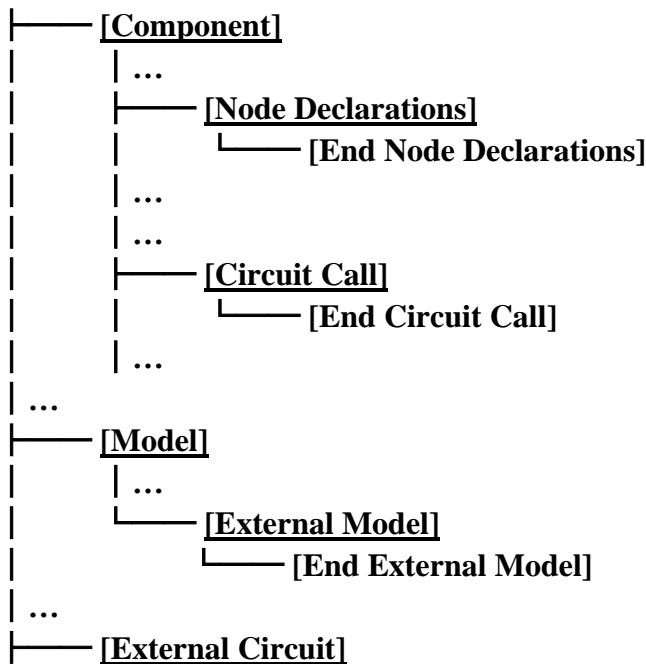 [Component]
…
[Node Declarations]
[End Node Declarations]
…
…
[Circuit Call]
[End Circuit Call]
…
…
[Model]
…
[External Model]
[End External Model]
…
[External Circuit]